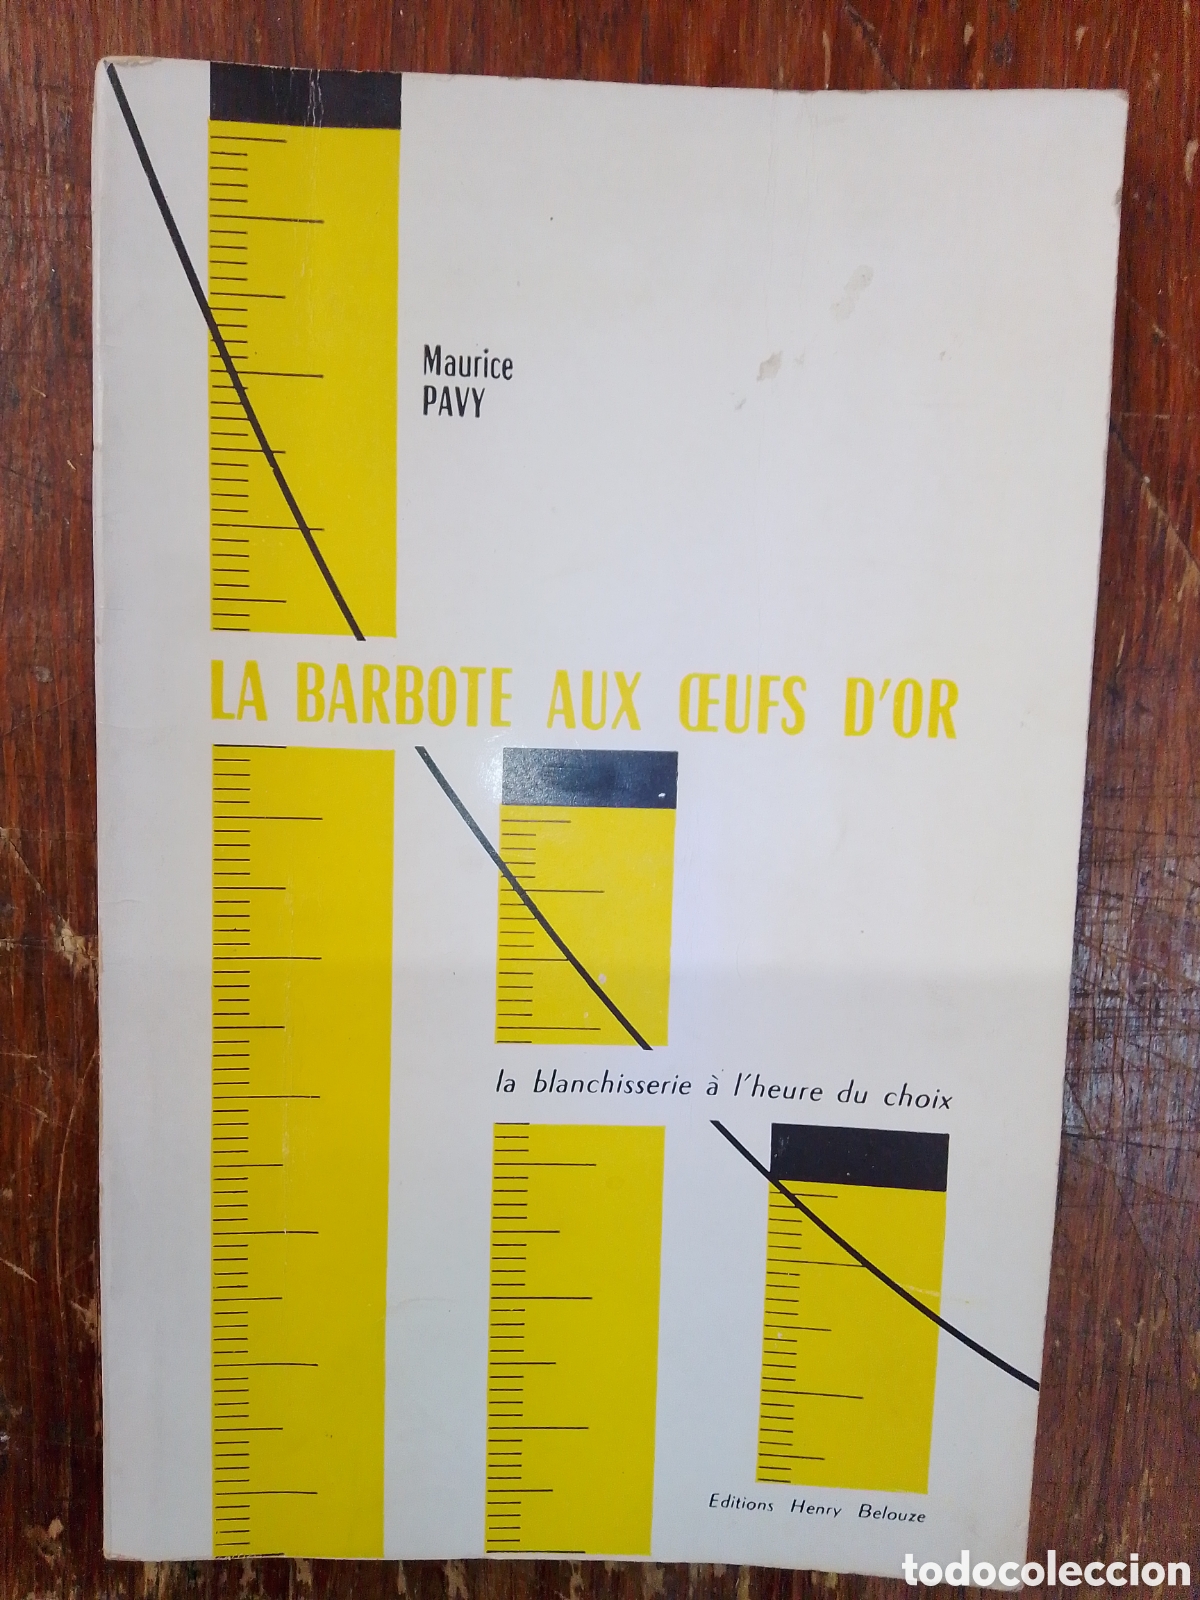 Maurice
PAVY
LA BARBOTE AUX ŒUFS D'OR
la blanchisserie à l'heure du choix
Editions Henry Belouze
todocoleccion